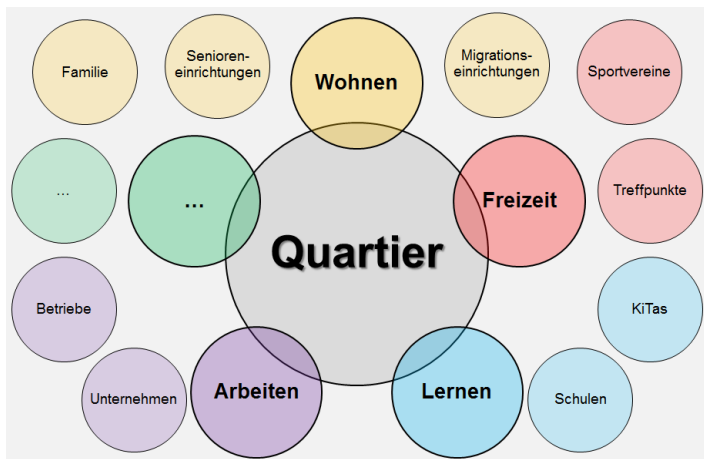 Familie
Senioren-
einrichtungen
Wohnen
Migrations-
einrichtungen
Sportvereine
...
...
Freizeit
Treffpunkte
Quartier
Betriebe
KiTas
Unternehmen
Arbeiten
Lernen
Schulen